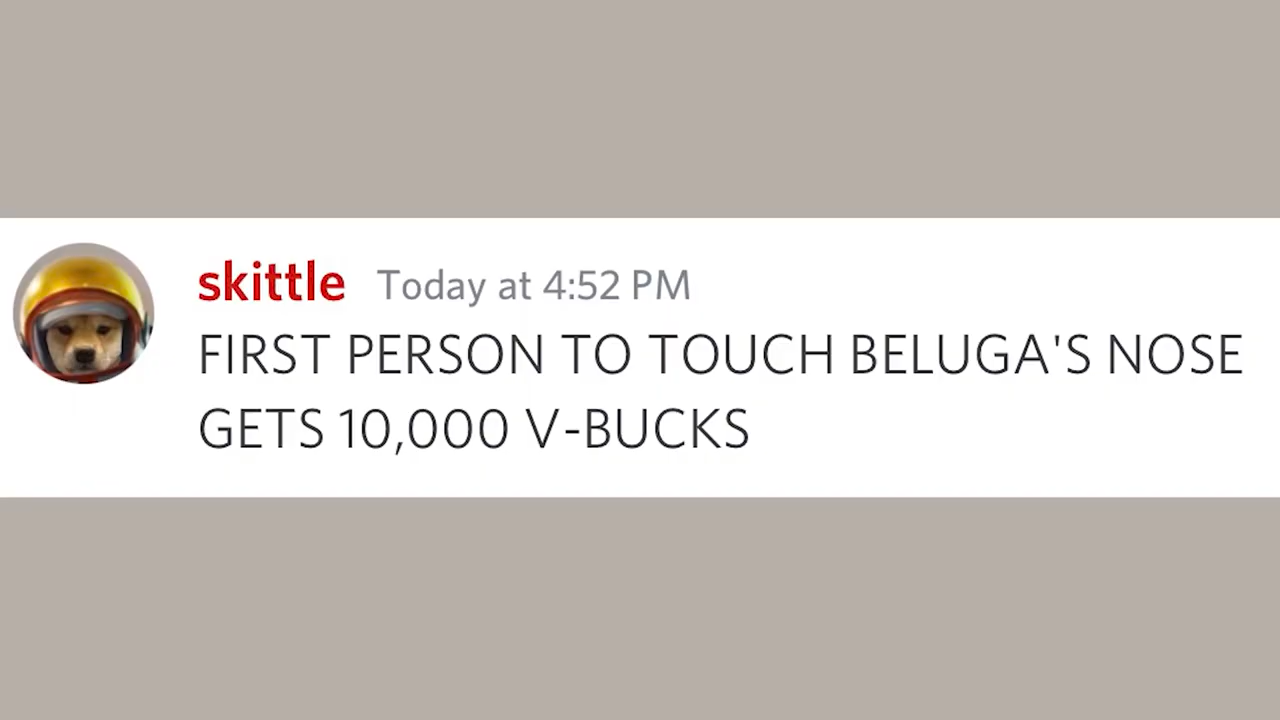 skittle Today at 4:52 PM
FIRST PERSON TO TOUCH BELUGA'S NOSE
GETS 10,000 V-BUCKS